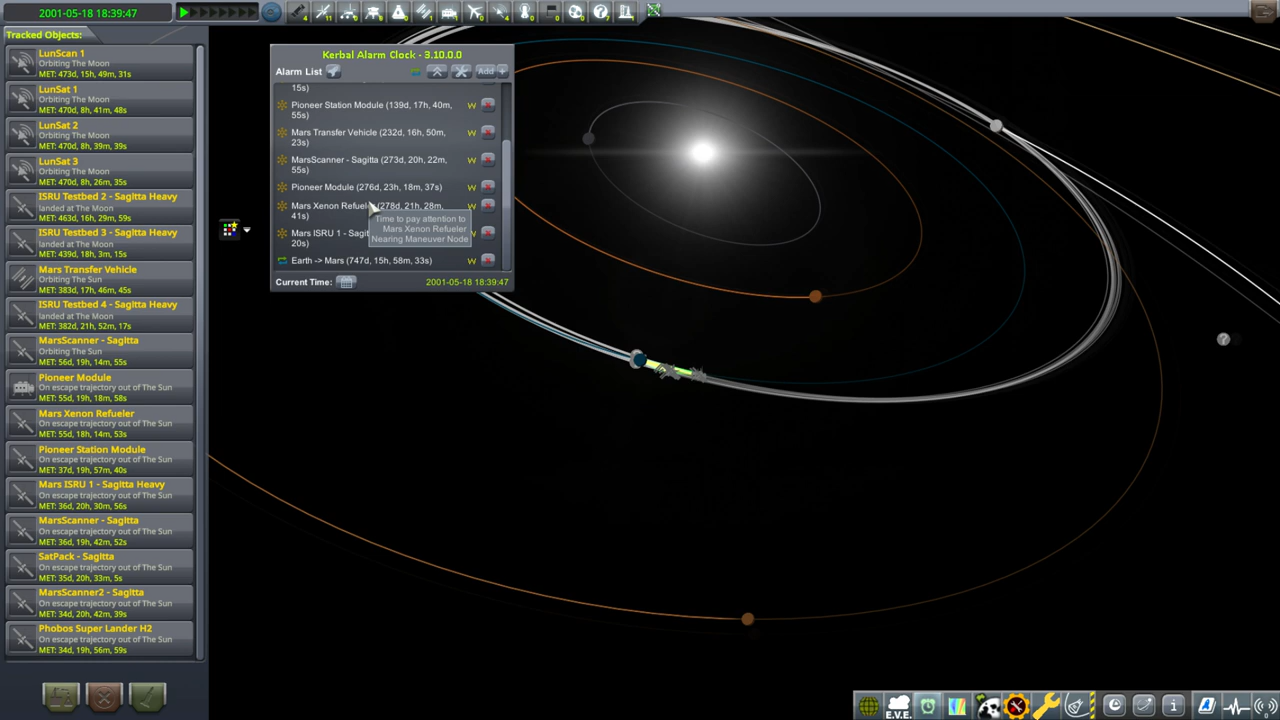 2001-05-18 18:39:47
Tracked Objects:
LunScan 1
Orbiting The Moon
MET: 473d, 15h, 49m, 31s
LunSat 1
Orbiting The Moon
MET: 470d, 8h, 41m, 48s
LunSat 2
Orbiting The Moon
MET: 470d, 8h, 39m, 39s
LunSat 3
Orbiting The Moon
MET: 470d, 8h, 26m, 35s
ISRU Testbed 2 - Sagitta Heavy
landed at The Moon
MET: 463d, 16h, 29m, 59s
ISRU Testbed 3 - Sagitta Heavy
landed at The Moon
MET: 439d, 18h, 3m, 15s
Mars Transfer Vehicle
Orbiting The Sun
MET: 383d, 17h, 46m, 45s
ISRU Testbed 4 - Sagitta Heavy
landed at The Moon
MET: 382d, 21h, 52m, 17s
MarsScanner - Sagitta
Orbiting The Sun
MET: 56d, 19h, 14m, 55s
Pioneer Module
On escape trajectory out of The Sun
MET: 55d, 19h, 18m, 58s
Mars Xenon Refueler
On escape trajectory out of The Sun
MET: 55d, 18h, 14m, 53s
Pioneer Station Module
On escape trajectory out of The Sun
MET: 37d, 19h, 57m, 40s
Mars ISRU 1 - Sagitta Heavy
On escape trajectory out of The Sun
MET: 36d, 20h, 30m, 56s
MarsScanner - Sagitta
On escape trajectory out of The Sun
MET: 36d, 19h, 42m, 52s
SatPack - Sagitta
On escape trajectory out of The Sun
MET: 35d, 20h, 33m, 5s
MarsScanner2 - Sagitta
On escape trajectory out of The Sun
MET: 34d, 20h, 42m, 39s
Phobos Super Lander H2
On escape trajectory out of The Sun
MET: 34d, 19h, 56m, 59s
Kerbal Alarm Clock - 3.10.0.0
Alarm List Add +
15s)
Pioneer Station Module (139d, 17h, 40m,
55s) W
Mars Transfer Vehicle (232d, 16h, 50m,
23s) W
MarsScanner - Sagitta (273d, 20h, 22m,
55s) W
Pioneer Module (276d, 23h, 18m, 37s) W
Mars Xenon Refuel (278d, 21h, 28m,
41s) W
Time to pay attention to
Mars Xenon Refueler
Nearing Maneuver Node
Mars ISRU 1 - Sagit
20s) W
Earth -> Mars (747d, 15h, 58m, 33s) W
Current Time: 2001-05-18 18:39:47
E.V.E.